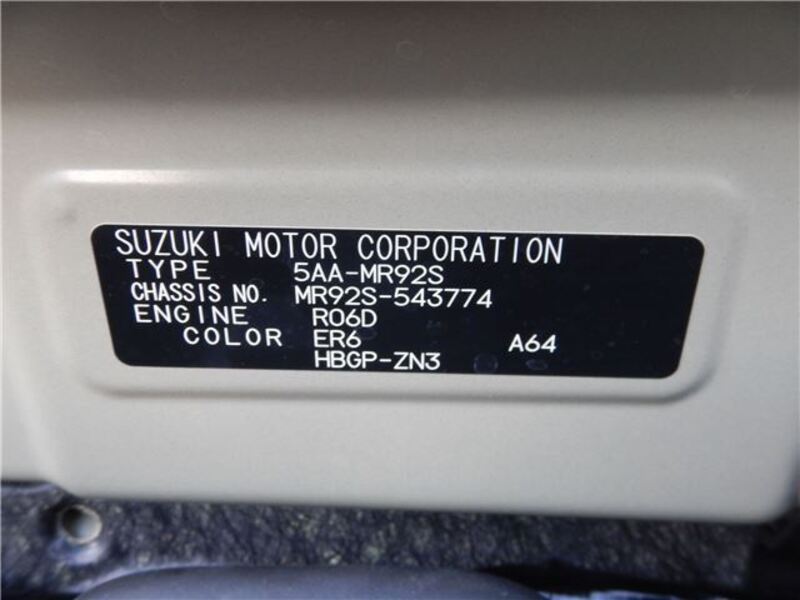 SUZUKI MOTOR CORPORATION
TYPE 5AA-MR92S
CHASSIS NO. MR92S-543774
ENGINE R06D
COLOR ER6 A64
HBGP-ZN3